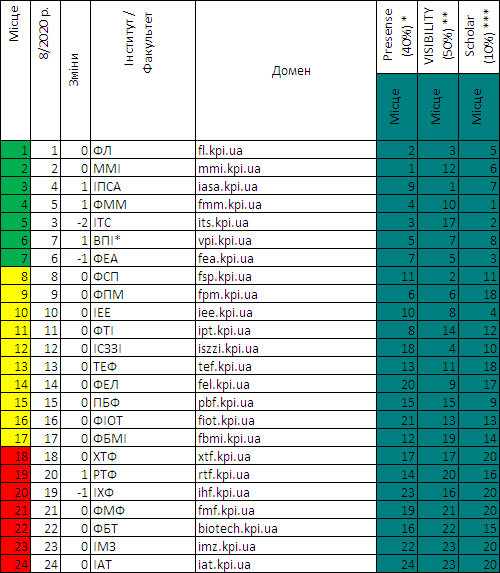 Місце 8/2020 р. Зміни Інститут / Факультет Домен Presense (40%) * VISIBILITY (50%) ** Scholar (10%) ***
Місце Місце Місце
1 1 0 ФЛ fl.kpi.ua 2 3 5
2 2 0 ММІ mmi.kpi.ua 1 12 6
3 4 1 ІПСА iasa.kpi.ua 9 1 7
4 5 1 ФММ fmm.kpi.ua 4 10 1
5 3 -2 ІТС its.kpi.ua 3 17 2
6 7 1 ВПІ* vpi.kpi.ua 5 7 8
7 6 -1 ФЕА fea.kpi.ua 7 5 3
8 8 0 ФСП fsp.kpi.ua 11 2 11
9 9 0 ФПМ fpm.kpi.ua 6 6 18
10 10 0 ІЕЕ iee.kpi.ua 10 8 4
11 11 0 ФТІ ipt.kpi.ua 8 14 12
12 12 0 ІСЗЗІ iszzi.kpi.ua 18 4 10
13 13 0 ТЕФ tef.kpi.ua 13 11 18
14 14 0 ФЕЛ fel.kpi.ua 20 9 17
15 15 0 ПБФ pbf.kpi.ua 15 15 9
16 16 0 ФІОТ fiot.kpi.ua 21 13 13
17 17 0 ФБМІ fbmi.kpi.ua 12 19 14
18 18 0 ХТФ xtf.kpi.ua 17 17 20
19 20 1 РТФ rtf.kpi.ua 14 20 16
20 19 -1 ІХФ ihf.kpi.ua 23 16 20
21 21 0 ФМФ fmf.kpi.ua 19 21 20
22 22 0 ФБТ biotech.kpi.ua 16 22 15
23 23 0 ІМЗ imz.kpi.ua 22 23 20
24 24 0 ІАТ iat.kpi.ua 24 23 20